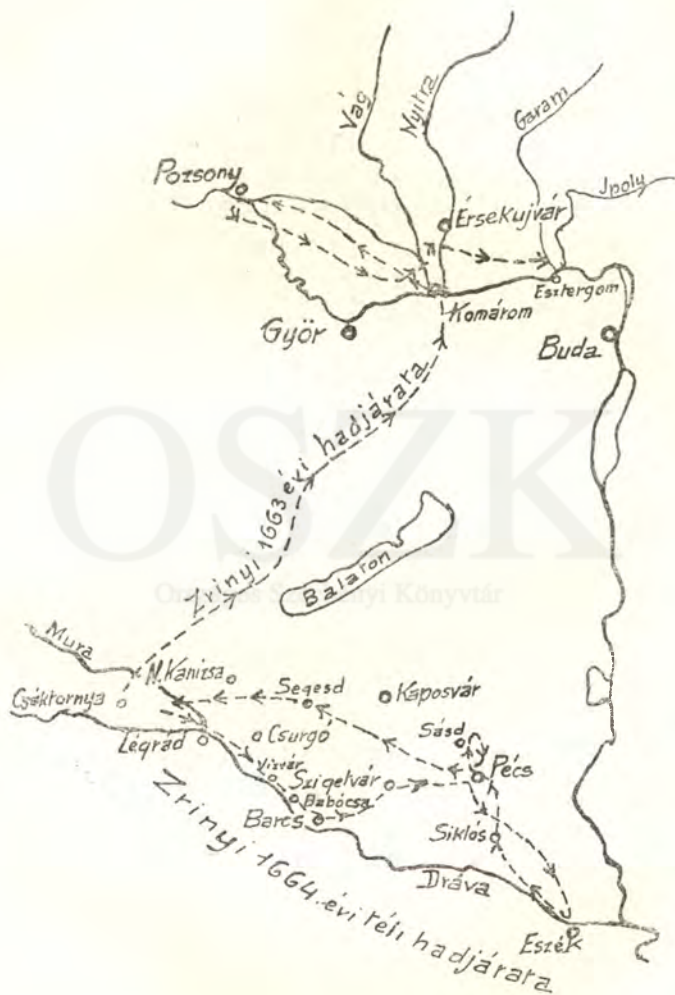 Vág
Nyitra
Garam
Jpoly
Pozsony
Érsekujvár
Esztergom
Komárom
Győr
Buda
Zrinyi 1663 évi hadjárata
OSZK
Országos Széchényi Könyvtár
Balaton
Mura
N.Kanizsa
Csáktornya
Segesd
Kaposvár
Légrád
Csurgó
Sásd
Vizvár
Szigetvár
Pécs
Babócsa
Barcs
Siklós
Dráva
Zrinyi 1664. évi téli hadjárata
Eszék